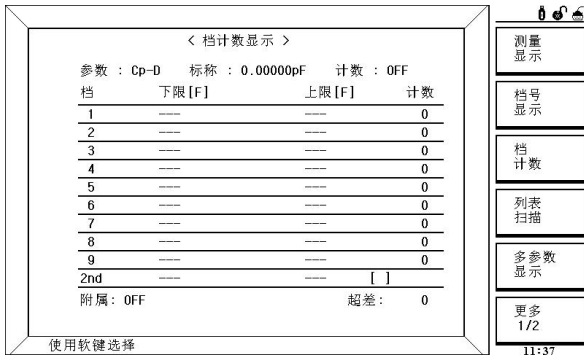 < 档计数显示 >
参数 : Cp-D 标称 : 0.00000pF 计数 : OFF
档 下限[F] 上限[F] 计数
1 --- --- 0
2 --- --- 0
3 --- --- 0
4 --- --- 0
5 --- --- 0
6 --- --- 0
7 --- --- 0
8 --- --- 0
9 --- --- 0
2nd --- --- [ ]
附属: OFF 超差: 0
使用软键选择
测量
显示
档号
显示
档
计数
列表
扫描
多参数
显示
更多
1/2
11:37